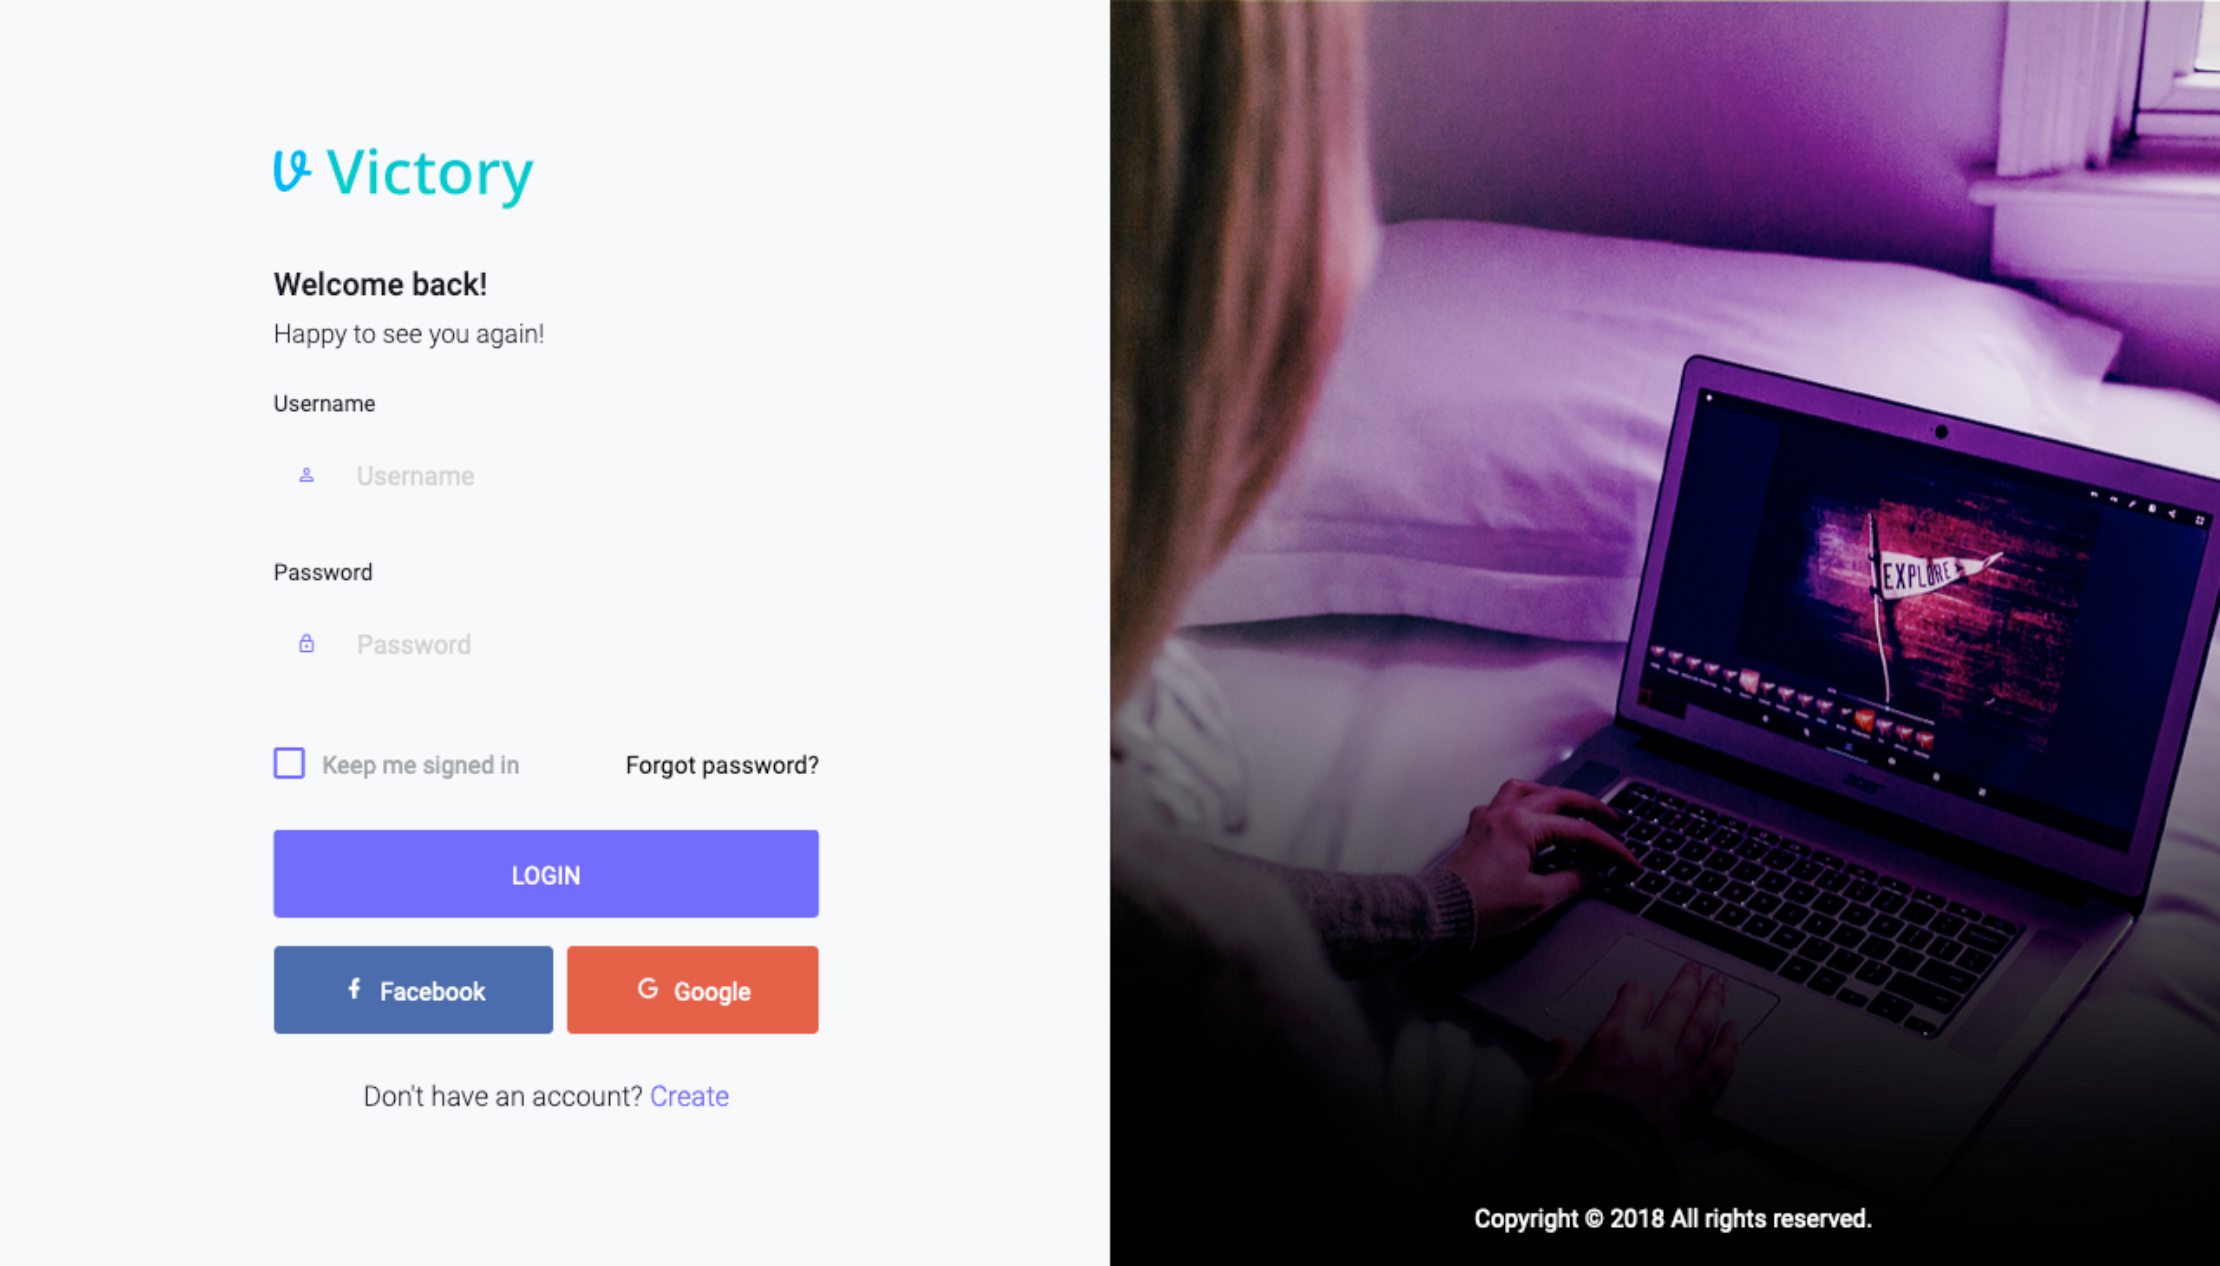 Victory
Welcome back!
Happy to see you again!
Username
Username
Password
Password
Keep me signed in
Forgot password?
LOGIN
Facebook
Google
Don't have an account? Create
EXPLORE
acer
Copyright © 2018 All rights reserved.